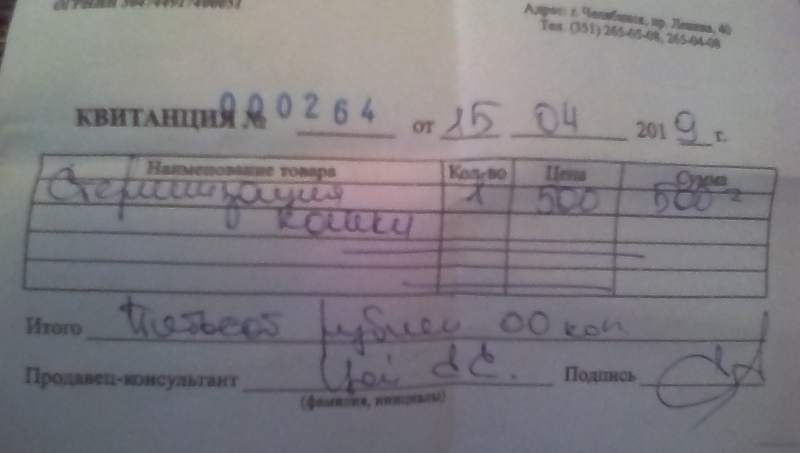 Адрес: г. Челябинск, пр. Ленина, 40
Тел. (351) 265-05-08, 265-04-08
КВИТАНЦИЯ № 000264 от 15 04 2019 г.
Наименование товара Кол-во Цена Сумма
Стерилизация 1 500 500
кошки
Итого Пятьсот рублей 00 коп
Продавец-консультант Цой Подпись
(фамилия, инициалы)